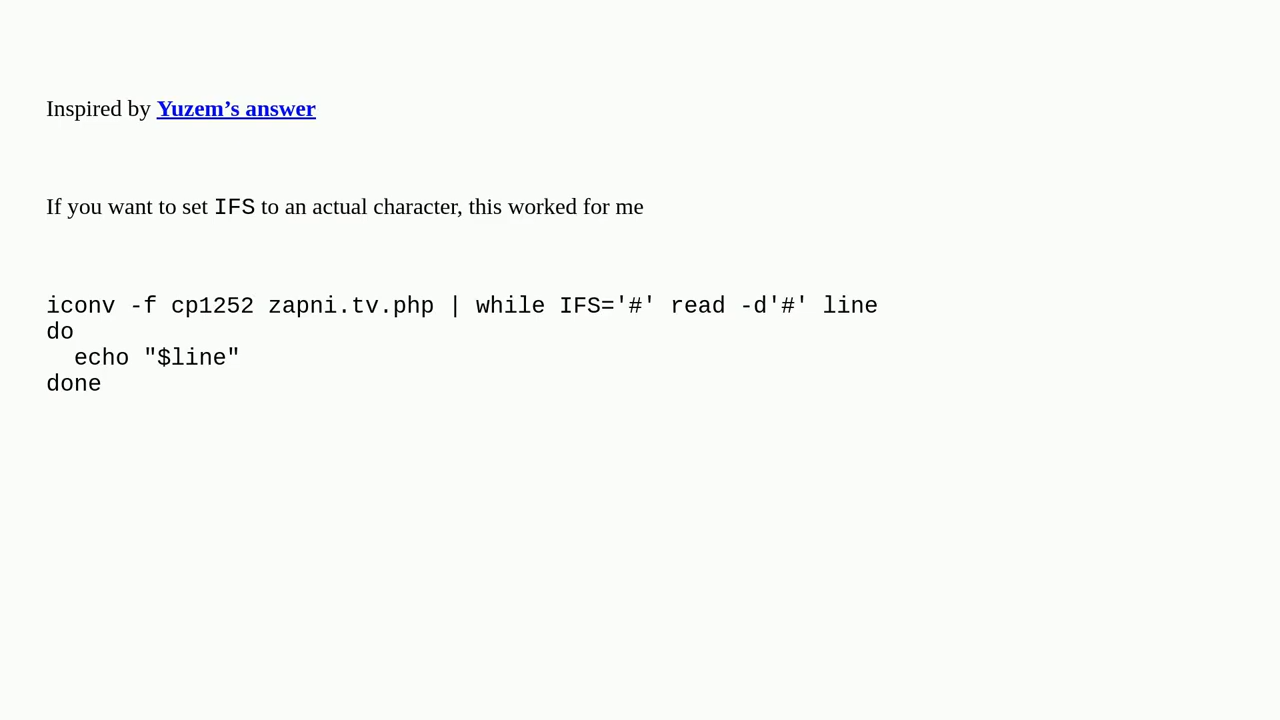 Inspired by Yuzem’s answer
If you want to set IFS to an actual character, this worked for me
iconv -f cp1252 zapni.tv.php | while IFS='#' read -d'#' line
do
  echo "$line"
done